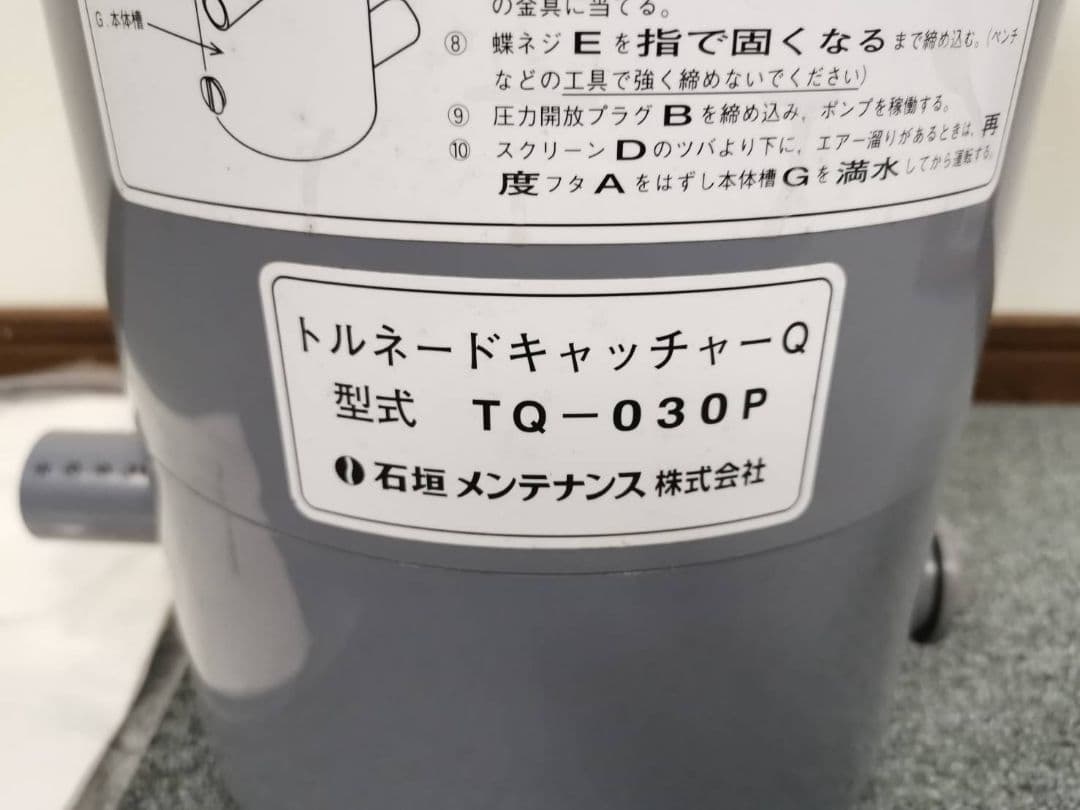 G.本体槽
の金具に当てる。
⑧ 蝶ネジEを指で固くなるまで締め込む。(ペンチ
などの工具で強く締めないでください)
⑨ 圧力開放プラグBを締め込み、ポンプを稼働する。
⑩ スクリーンDのツバより下に、エアー溜りがあるときは、再
度フタAをはずし本体槽Gを満水してから運転する。
トルネードキャッチャーQ
型式 TQ-030P
石垣メンテナンス株式会社